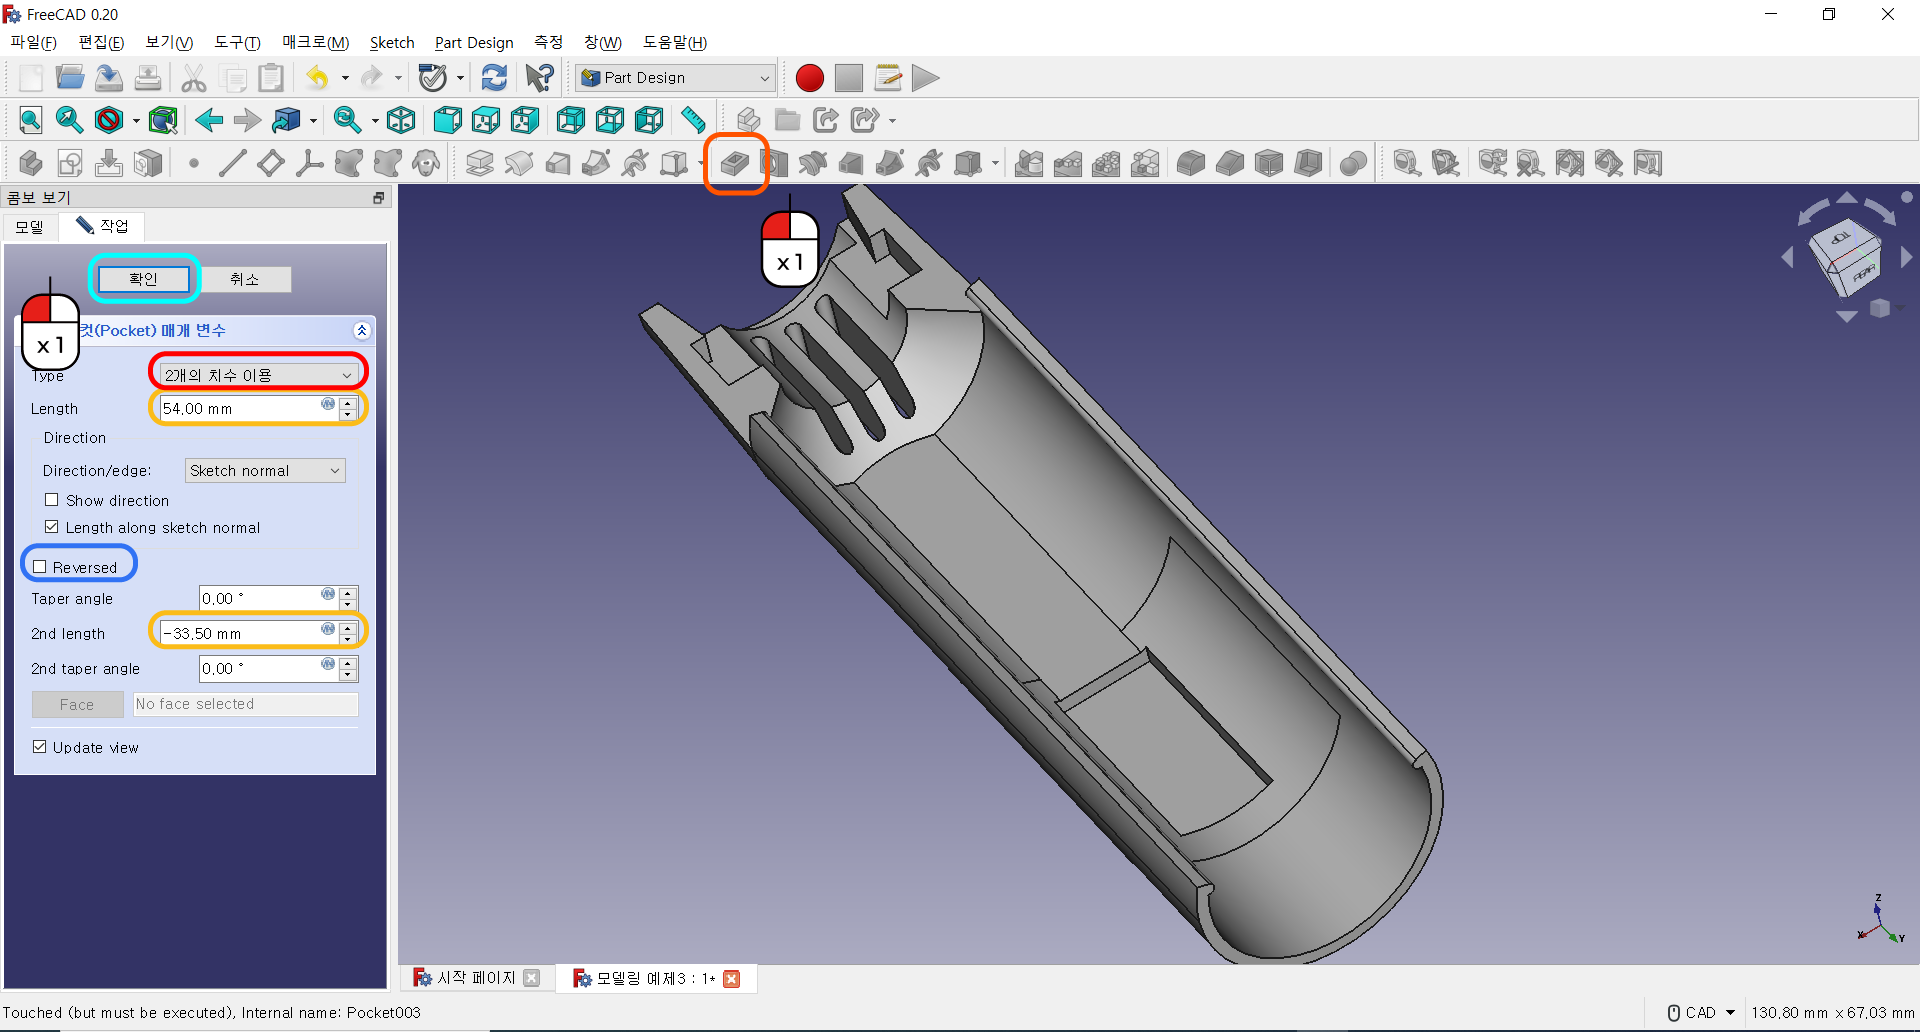 FreeCAD 0.20
파일(F) 편집(E) 보기(V) 도구(T) 매크로(M) Sketch Part Design 측정 창(W) 도움말(H)
Part Design
콤보 보기
모델 작업
확인 취소
x 1
x 1
컷(Pocket) 매개 변수
Type 2개의 치수 이용
Length 54.00 mm
Direction
Direction/edge: Sketch normal
Show direction
Length along sketch normal
Reversed
Taper angle 0.00 °
2nd length -33.50 mm
2nd taper angle 0.00 °
Face No face selected
Update view
TOP
REAR
Z
X
Y
시작 페이지 모델링 예제3 : 1*
Touched (but must be executed), Internal name: Pocket003 CAD 130.80 mm x 67.03 mm